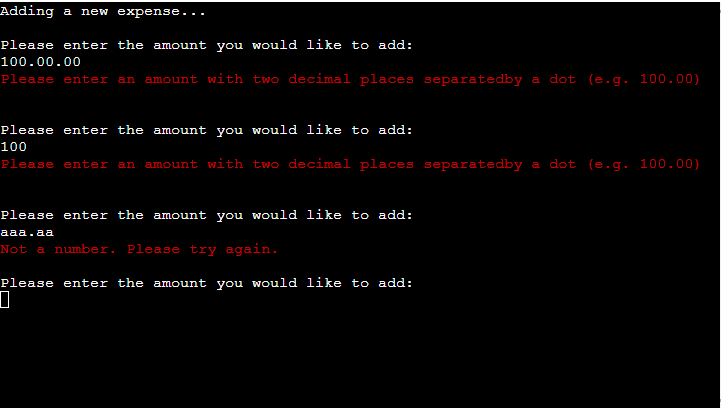 Adding a new expense...
Please enter the amount you would like to add:
100.00.00
Please enter an amount with two decimal places separatedby a dot (e.g. 100.00)
Please enter the amount you would like to add:
100
Please enter an amount with two decimal places separatedby a dot (e.g. 100.00)
Please enter the amount you would like to add:
aaa.aa
Not a number. Please try again.
Please enter the amount you would like to add: